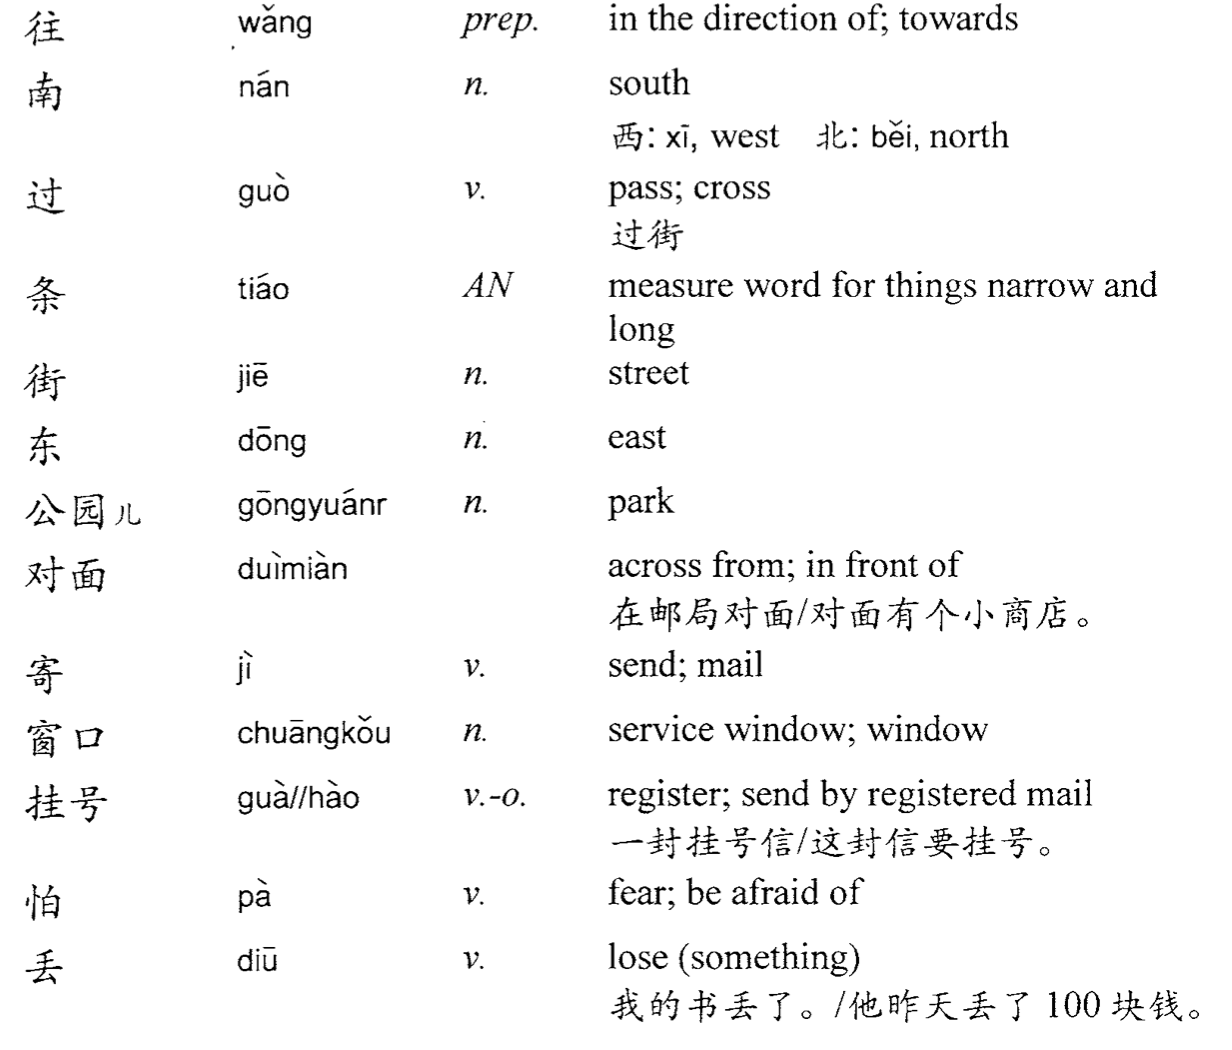 往 wǎng prep. in the direction of; towards
南 nán n. south
西: xī, west 北: běi, north
过 guò v. pass; cross
过街
条 tiáo AN measure word for things narrow and
long
街 jiē n. street
东 dōng n. east
公园儿 gōngyuánr n. park
对面 duìmiàn across from; in front of
在邮局对面/对面有个小商店。
寄 jì v. send; mail
窗口 chuāngkǒu n. service window; window
挂号 guà//hào v.-o. register; send by registered mail
一封挂号信/这封信要挂号。
怕 pà v. fear; be afraid of
丢 diū v. lose (something)
我的书丢了。/他昨天丢了 100 块钱。